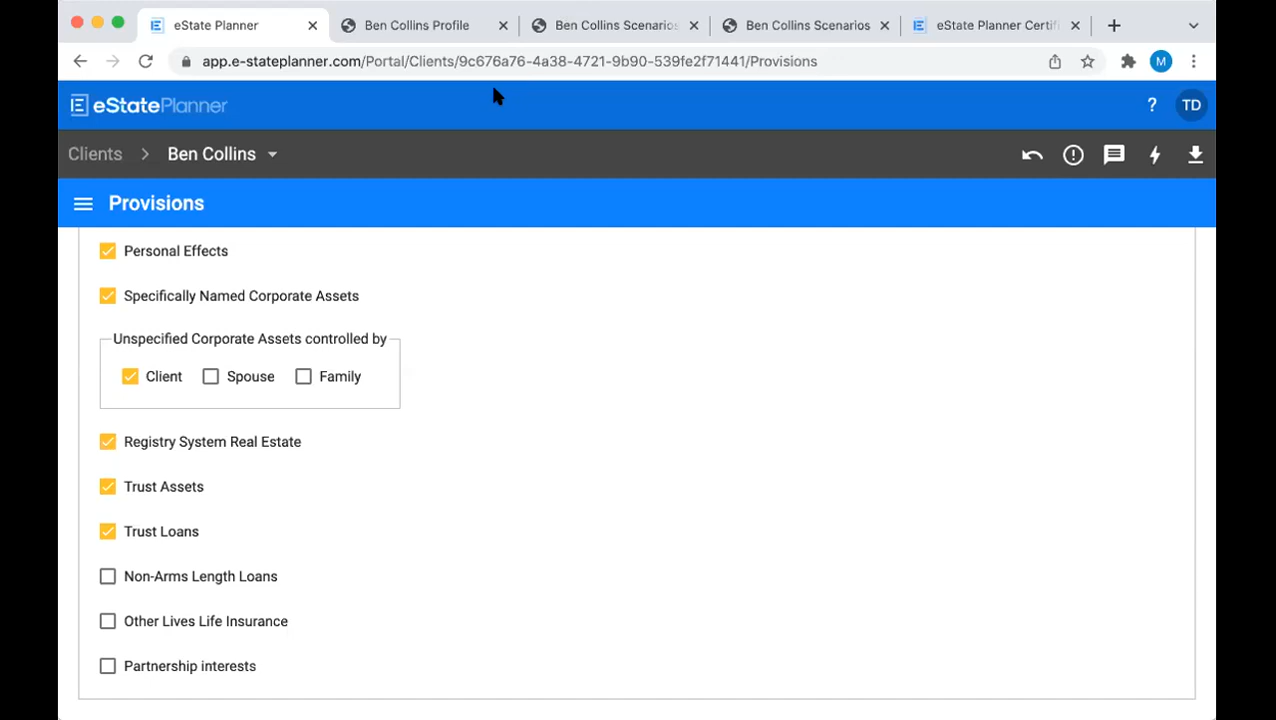 eState Planner
Ben Collins Profile
Ben Collins Scenarios
Ben Collins Scenarios
eState Planner Certifi
app.e-stateplanner.com/Portal/Clients/9c676a76-4a38-4721-9b90-539fe2f71441/Provisions
M
eStatePlanner
?
TD
Clients
Ben Collins
Provisions
Personal Effects
Specifically Named Corporate Assets
Unspecified Corporate Assets controlled by
Client Spouse Family
Registry System Real Estate
Trust Assets
Trust Loans
Non-Arms Length Loans
Other Lives Life Insurance
Partnership interests